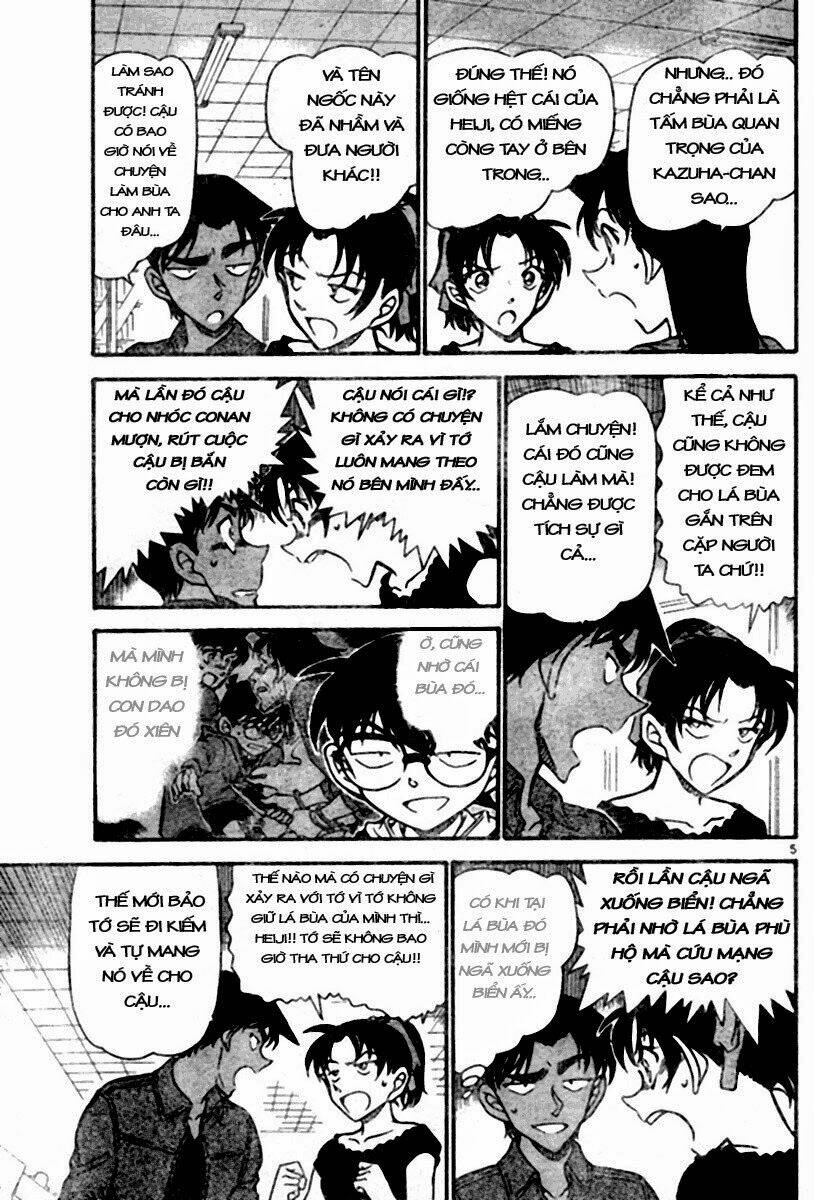 NHƯNG.. ĐÓ
CHẲNG PHẢI LÀ
TẤM BÙA QUAN
TRỌNG CỦA
KAZUHA-CHAN
SAO...
ĐÚNG THẾ! NÓ
GIỐNG HỆT CÁI CỦA
HEIJI, CÓ MIẾNG
CÒNG TAY Ở BÊN
TRONG..
VÀ TÊN
NGỐC NÀY
ĐÃ NHẦM VÀ
ĐƯA NGƯỜI
KHÁC!!
LÀM SAO
TRÁNH
ĐƯỢC! CẬU
CÓ BAO
GIỜ NÓI VỀ
CHUYỆN
LÀM BÙA
CHO ANH TA
ĐÂU...
KỂ CẢ NHƯ
THẾ, CẬU
CŨNG KHÔNG
ĐƯỢC ĐEM
CHO LÁ BÙA
GẮN TRÊN
CẶP NGƯỜI
TA CHỨ!!
LẮM CHUYỆN!
CÁI ĐÓ CŨNG
CẬU LÀM MÀ!
CHẲNG ĐƯỢC
TÍCH SỰ GÌ
CẢ...
CẬU NÓI CÁI GÌ!?
KHÔNG CÓ CHUYỆN
GÌ XẢY RA VÌ TỚ
LUÔN MANG THEO
NÓ BÊN MÌNH ĐẤY..
MÀ LẦN ĐÓ CẬU
CHO NHÓC CONAN
MƯỢN, RÚT CUỘC
CẬU BỊ BẮN
CÒN GÌ!!
Ờ, CŨNG
NHỜ CÁI
BÙA ĐÓ...
MÀ MÌNH
KHÔNG BỊ
CON DAO
ĐÓ XIÊN
5
RỒI LẦN CẬU NGÃ
XUỐNG BIỂN! CHẲNG
PHẢI NHỜ LÁ BÙA PHÙ
HỘ MÀ CỨU MẠNG
CẬU SAO?
CÓ KHI TẠI
LÁ BÙA ĐÓ
MÌNH MỚI BỊ
NGÃ XUỐNG
BIỂN ẤY...
THẾ NÀO MÀ CÓ CHUYỆN GÌ
XẢY RA VỚI TỚ VÌ TỚ KHÔNG
GIỮ LÁ BÙA CỦA MÌNH THÌ...
HEIJI!! TỚ SẼ KHÔNG BAO
GIỜ THA THỨ CHO CẬU!!
THẾ MỚI BẢO
TỚ SẼ ĐI KIẾM
VÀ TỰ MANG
NÓ VỀ CHO
CẬU...